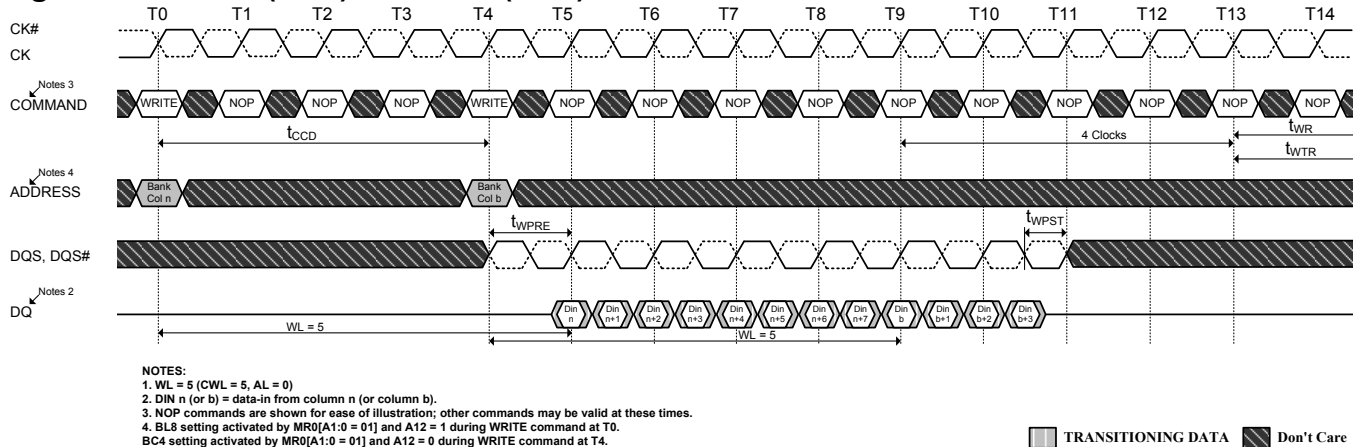 T0 T1 T2 T3 T4 T5 T6 T7 T8 T9 T10 T11 T12 T13 T14
CK#
CK
Notes 3
COMMAND
WRITE NOP NOP NOP WRITE NOP NOP NOP NOP NOP NOP NOP NOP NOP NOP
tCCD
4 Clocks
tWR
tWTR
Notes 4
ADDRESS
Bank Col n
Bank Col b
tWPRE
tWPST
DQS, DQS#
Notes 2
DQ
Din n Din n+1 Din n+2 Din n+3 Din n+4 Din n+5 Din n+6 Din n+7 Din b Din b+1 Din b+2 Din b+3
WL = 5
WL = 5
NOTES:
1. WL = 5 (CWL = 5, AL = 0)
2. DIN n (or b) = data-in from column n (or column b).
3. NOP commands are shown for ease of illustration; other commands may be valid at these times.
4. BL8 setting activated by MR0[A1:0 = 01] and A12 = 1 during WRITE command at T0.
BC4 setting activated by MR0[A1:0 = 01] and A12 = 0 during WRITE command at T4.
TRANSITIONING DATA Don't Care